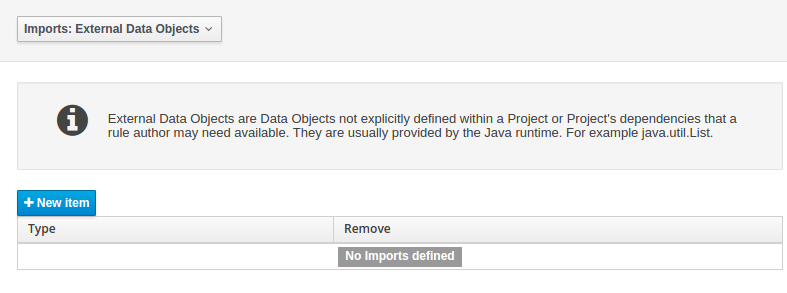 Imports: External Data Objects
External Data Objects are Data Objects not explicitly defined within a Project or Project's dependencies that a
rule author may need available. They are usually provided by the Java runtime. For example java.util.List.
New item
Type Remove
No Imports defined